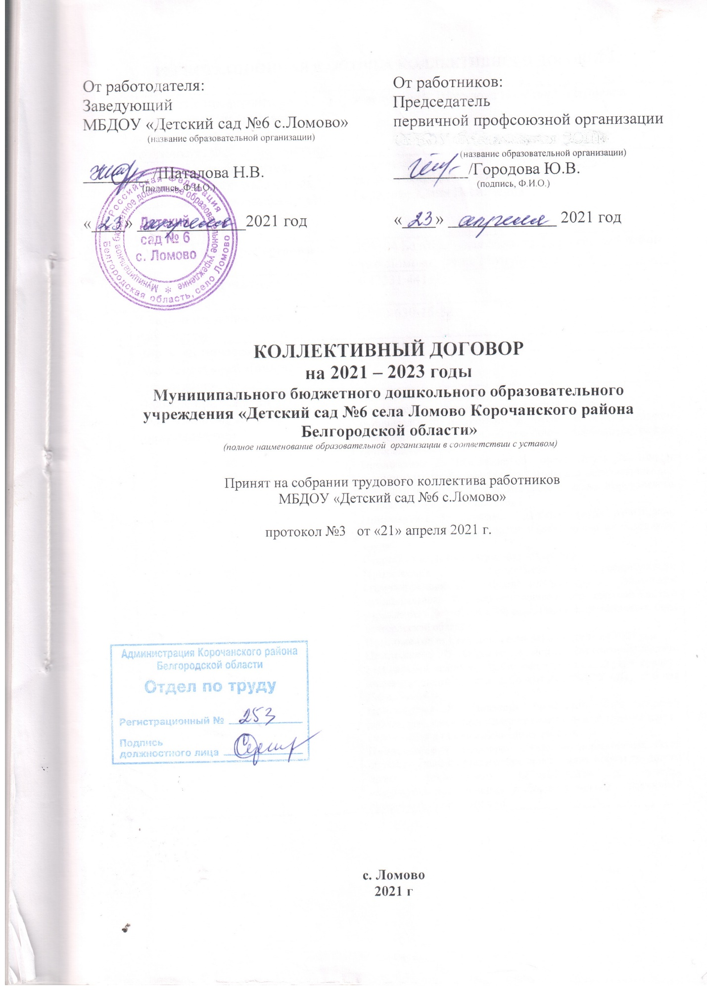 От работодателя:
Заведующий
МБДОУ «Детский сад №6 с.Ломово»
(название образовательной организации)
/Шаталова Н.В.
(подпись, Ф.И.О.)
«23» апреля 2021 год
От работников:
Председатель
первичной профсоюзной организации
(название образовательной организации)
/Городова Ю.В.
(подпись, Ф.И.О.)
«23» апреля 2021 год
Российская Федерация
Белгородская область, село Ломово
Муниципальное бюджетное дошкольное образовательное учреждение
Детский
сад № 6
с. Ломово
КОЛЛЕКТИВНЫЙ ДОГОВОР
на 2021 – 2023 годы
Муниципального бюджетного дошкольного образовательного
учреждения «Детский сад №6 села Ломово Корочанского района
Белгородской области»
(полное наименование образовательной организации в соответствии с уставом)
Принят на собрании трудового коллектива работников
МБДОУ «Детский сад №6 с.Ломово»
протокол №3 от «21» апреля 2021 г.
Администрация Корочанского района
Белгородской области
Отдел по труду
Регистрационный № 253
Подпись
должностного лица
с. Ломово
2021 г